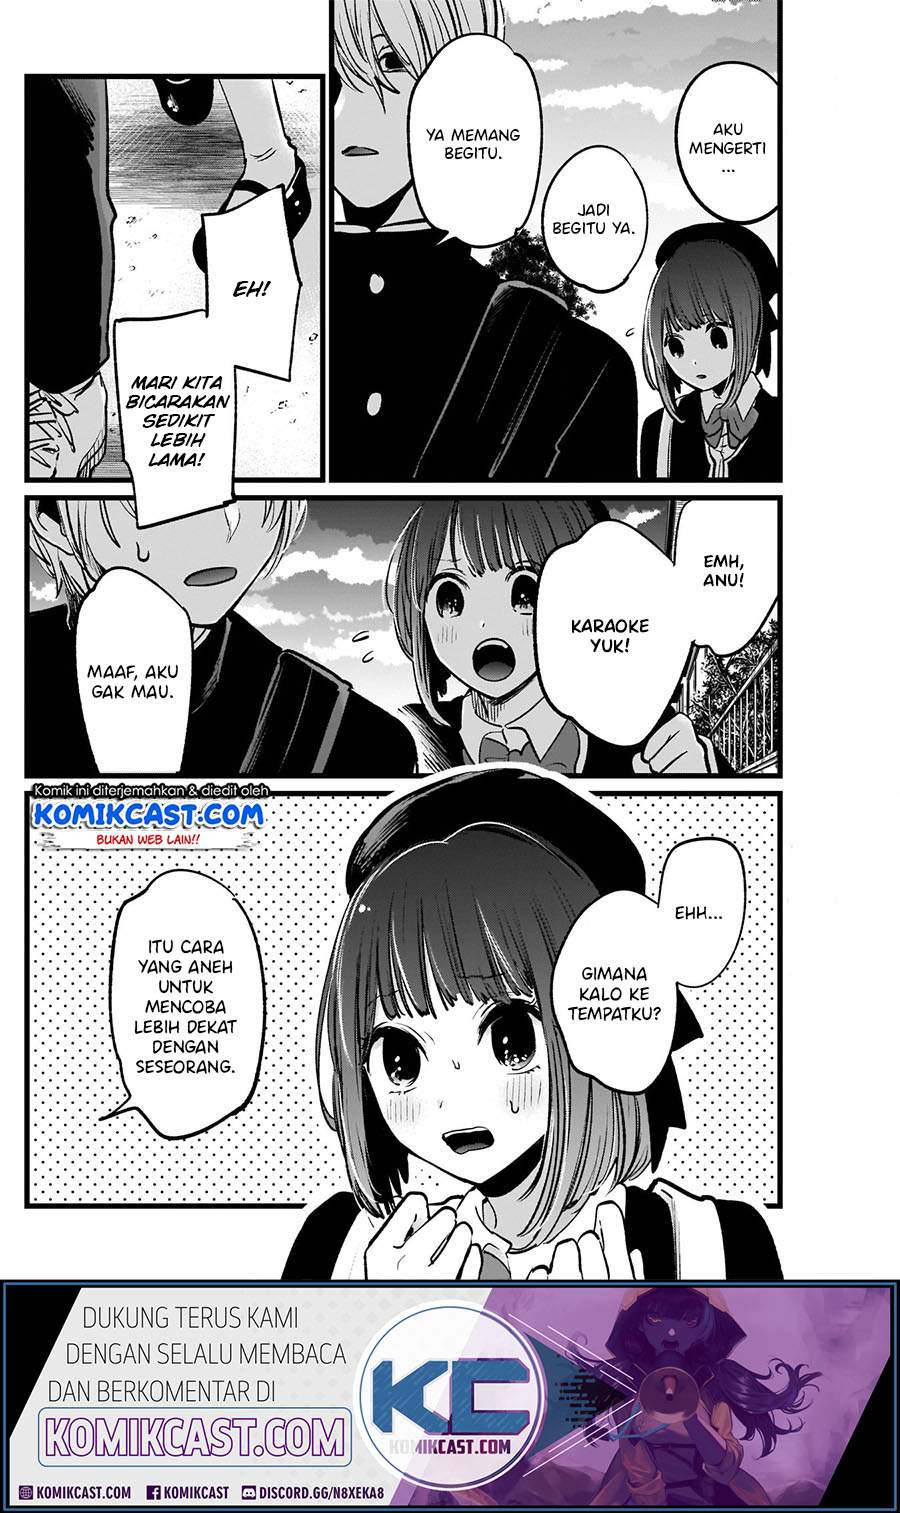 AKU
MENGERTI
...
JADI
BEGITU YA.
YA MEMANG
BEGITU.
EH!
MARI KITA
BICARAKAN
SEDIKIT
LEBIH
LAMA!
EMH,
ANU!
KARAOKE
YUK!
MAAF, AKU
GAK MAU.
Komik ini diterjemahkan & diedit oleh
KOMIKCAST.COM
BUKAN WEB LAIN!!
EHH...
GIMANA
KALO KE
TEMPATKU?
ITU CARA
YANG ANEH
UNTUK
MENCOBA
LEBIH DEKAT
DENGAN
SESEORANG.
DUKUNG TERUS KAMI
DENGAN SELALU MEMBACA
DAN BERKOMENTAR DI
KOMIKCAST.COM
KC
KOMIKCAST.COM
KOMIKCAST.COM
KOMIKCAST
DISCORD.GG/N8XEKA8